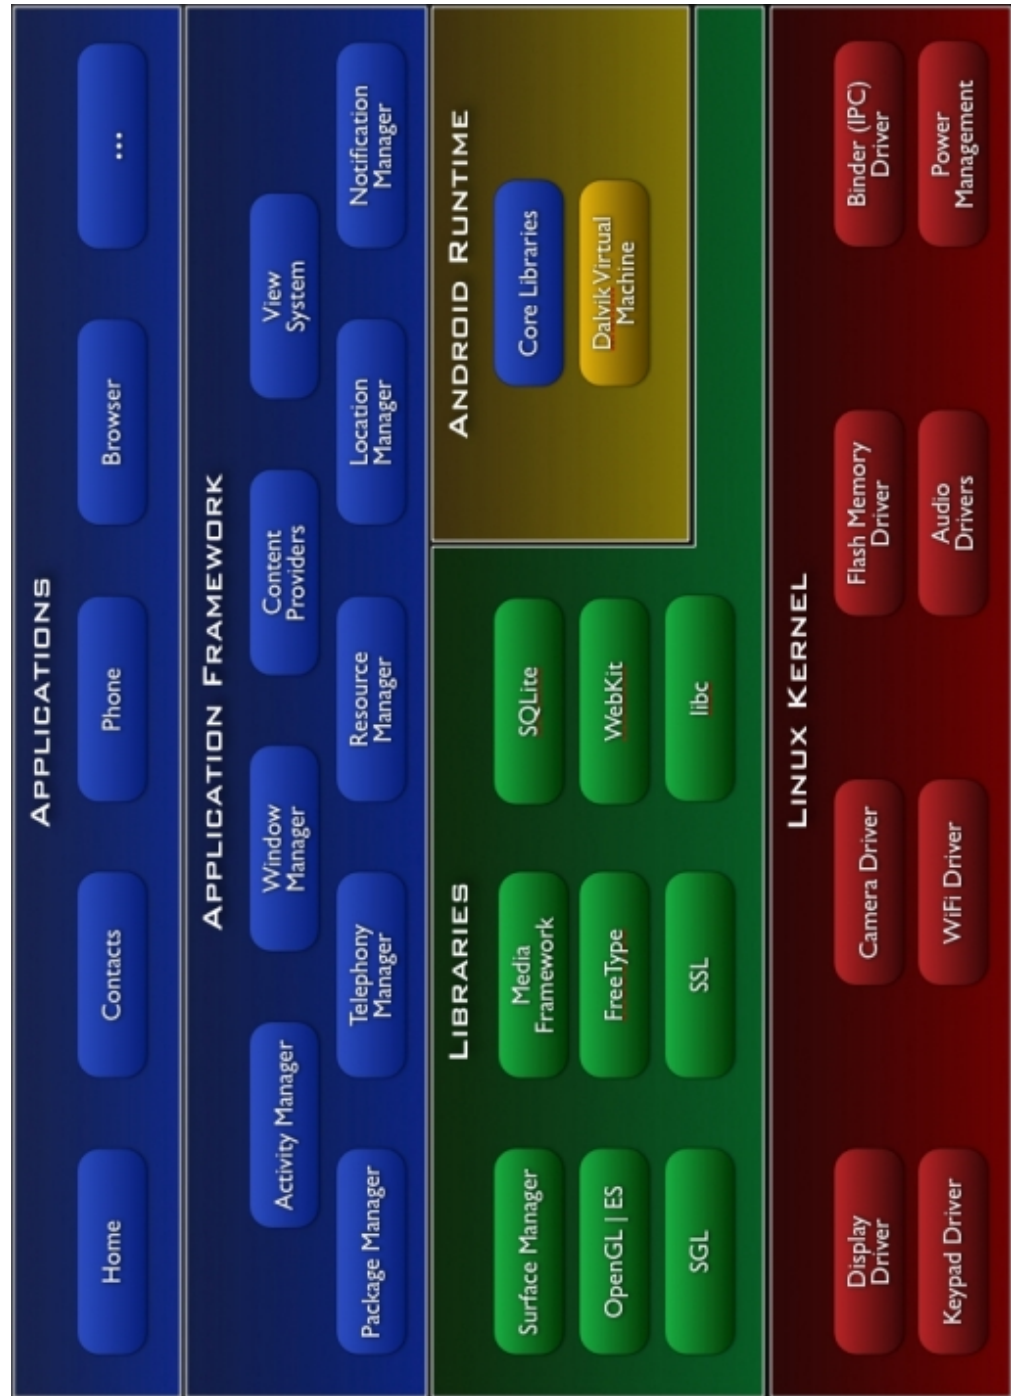 APPLICATIONS
Home
Contacts
Phone
Browser
...
APPLICATION FRAMEWORK
Activity Manager
Window
Manager
Content
Providers
View
System
Package Manager
Telephony
Manager
Resource
Manager
Location
Manager
Notification
Manager
LIBRARIES
Surface Manager
Media
Framework
SQLite
OpenGL | ES
FreeType
WebKit
SGL
SSL
libc
ANDROID RUNTIME
Core Libraries
Dalvik Virtual
Machine
LINUX KERNEL
Display
Driver
Camera Driver
Flash Memory
Driver
Binder (IPC)
Driver
Keypad Driver
WiFi Driver
Audio
Drivers
Power
Management